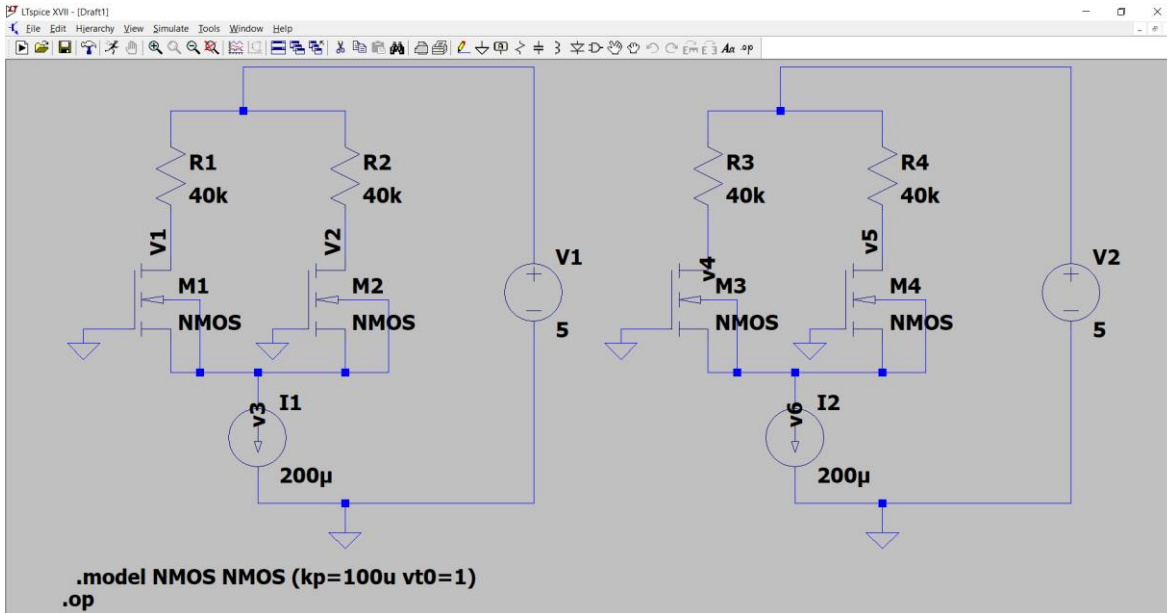 LTspice XVII - [Draft1]
File Edit Hierarchy View Simulate Tools Window Help
R1
40k
R2
40k
R3
40k
R4
40k
V1
V2
v4
v5
M1
NMOS
M2
NMOS
V1
5
M3
NMOS
M4
NMOS
V2
5
v3
I1
200µ
v6
I2
200µ
.model NMOS NMOS (kp=100u vt0=1)
.op